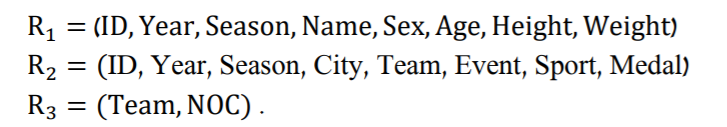 R₁ = (ID, Year, Season, Name, Sex, Age, Height, Weight)
R₂ = (ID, Year, Season, City, Team, Event, Sport, Medal)
R₃ = (Team, NOC) .